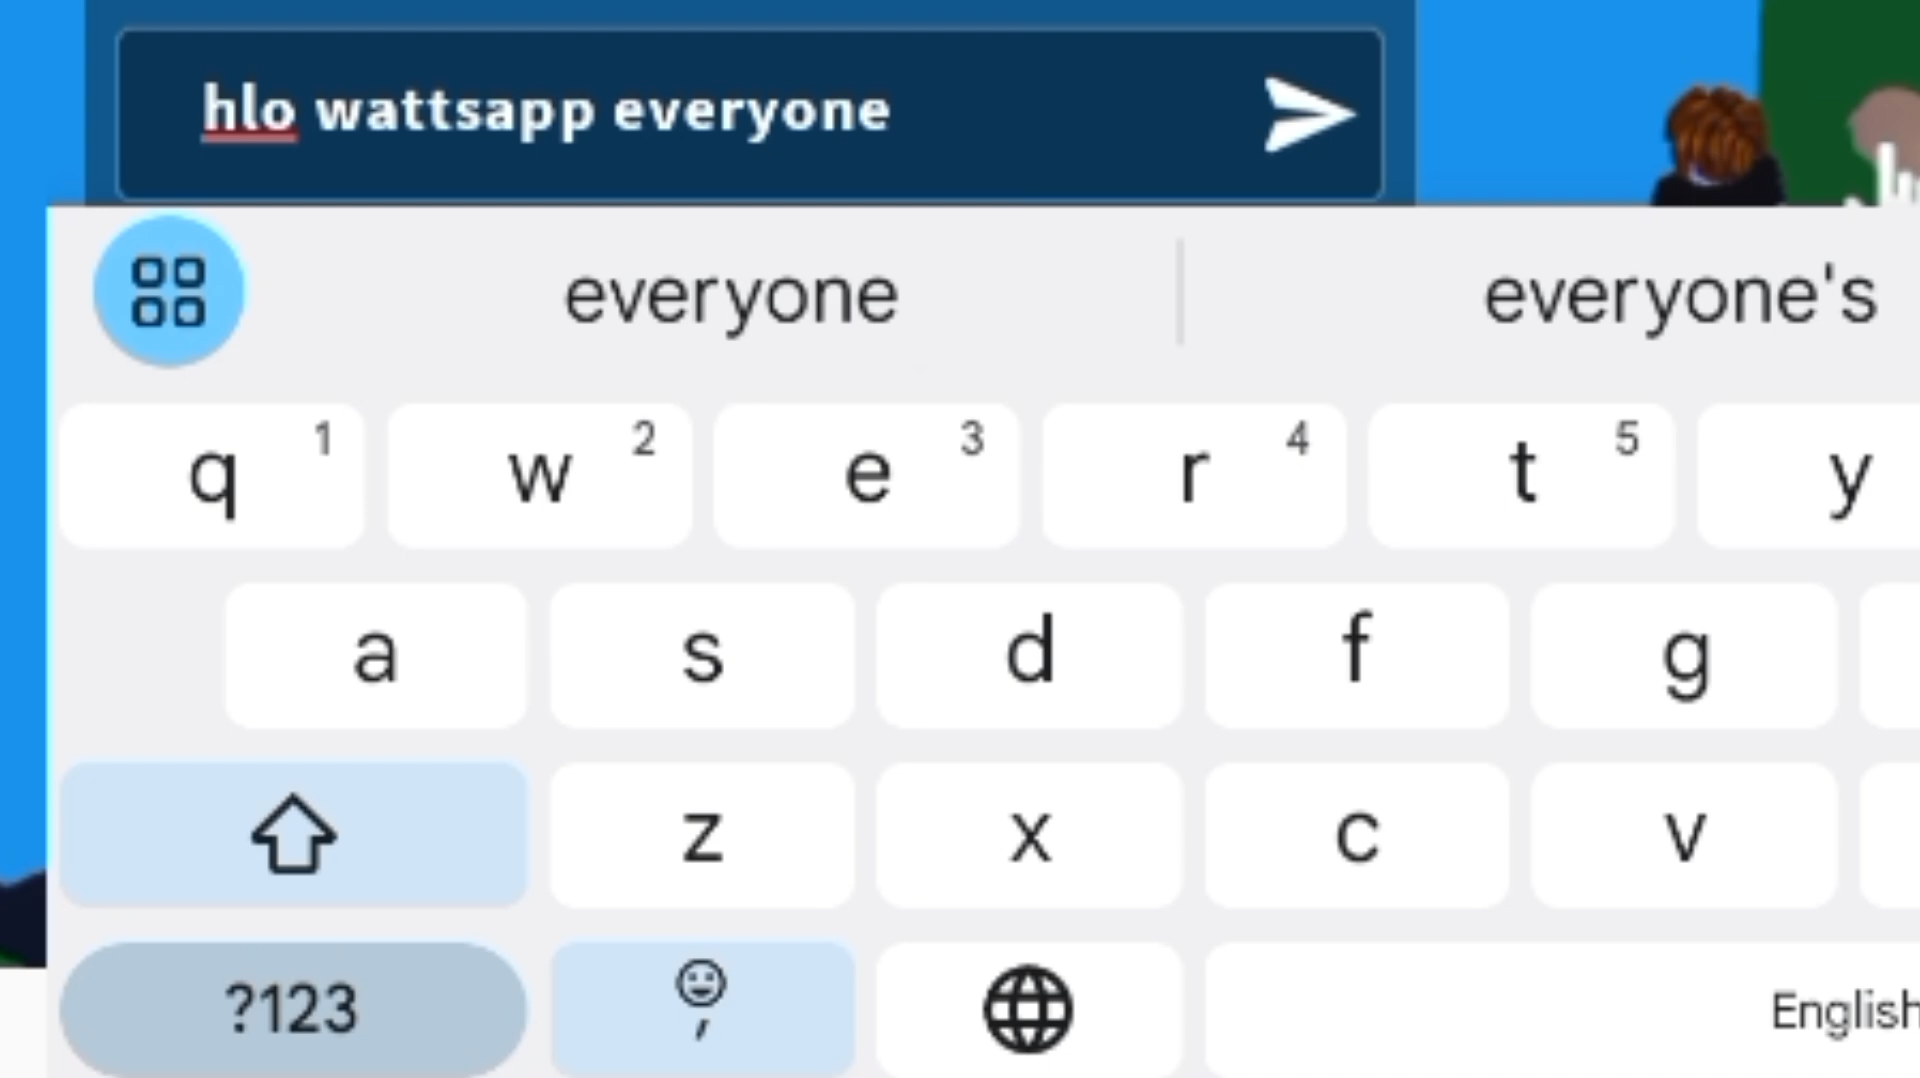 hlo wattsapp everyone
everyone everyone's
q 1 w 2 e 3 r 4 t 5 y
a s d f g
z x c v
?123 , English